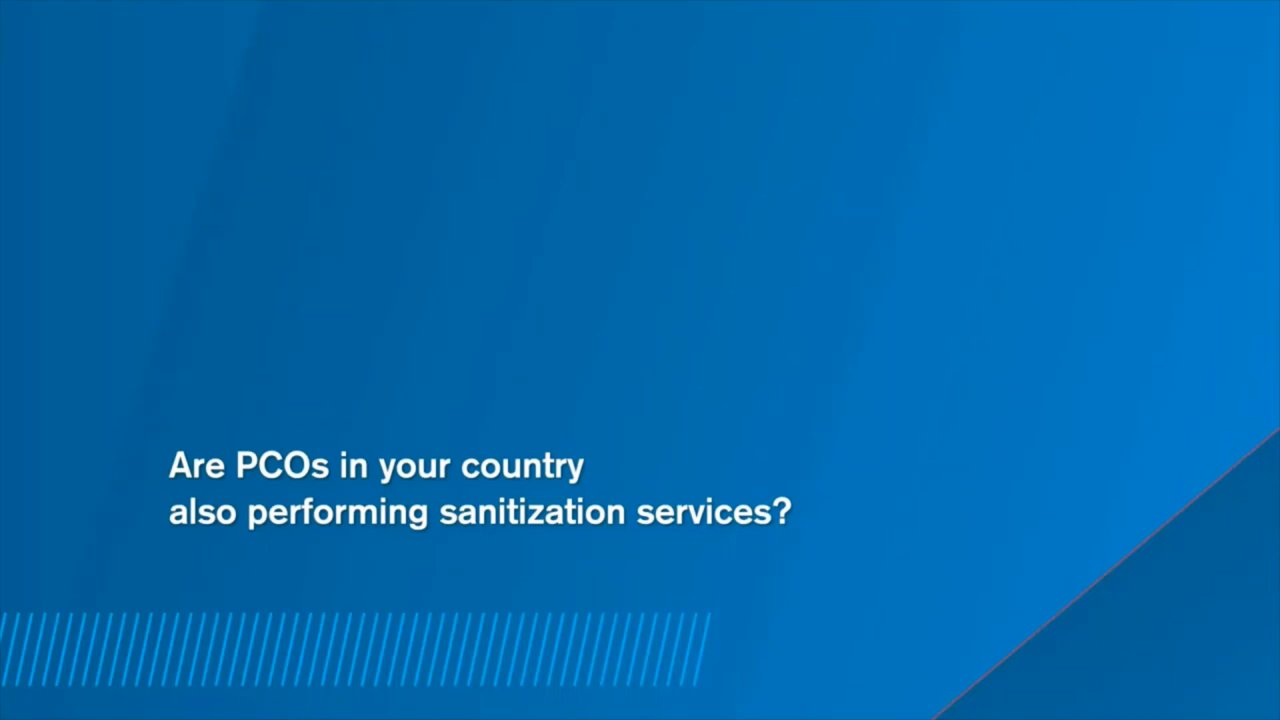 Are PCOs in your country
also performing sanitization services?